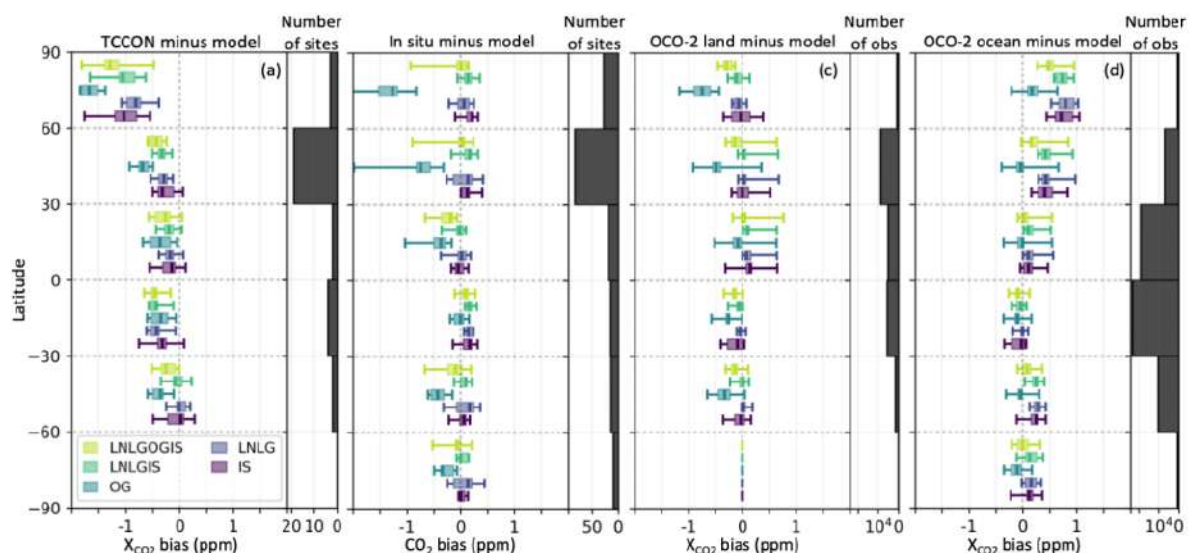 Number of sites
Number of sites
Number of obs
Number of obs
TCCON minus model
In situ minus model
OCO-2 land minus model
OCO-2 ocean minus model
(a)
(c)
(d)
Latitude
90
60
30
0
−30
−60
−90
LNLGOGIS
LNLGIS
OG
LNLG
IS
-1 0 1 20 10 0
-1 0 1 50 0
-1 0 1 10⁴ 0
-1 0 1 10⁴ 0
X_CO2 bias (ppm)
CO₂ bias (ppm)
X_CO2 bias (ppm)
X_CO2 bias (ppm)